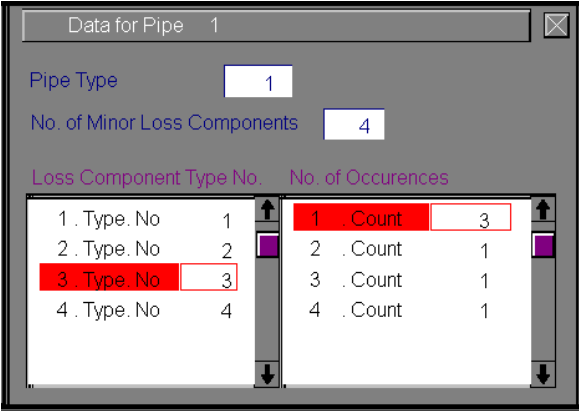 Data for Pipe 1
Pipe Type 1
No. of Minor Loss Components 4
Loss Component Type No. No. of Occurences
1 . Type. No 1 1 . Count 3
2 . Type. No 2 2 . Count 1
3 . Type. No 3 3 . Count 1
4 . Type. No 4 4 . Count 1